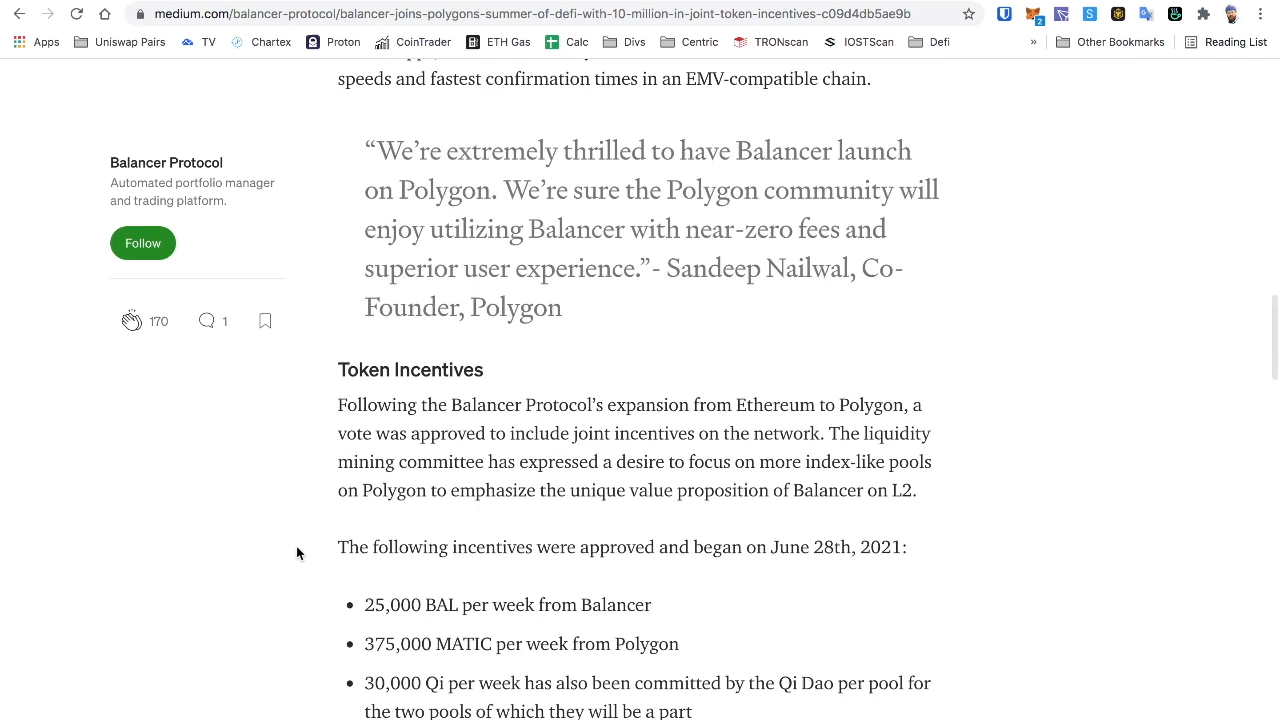 medium.com/balancer-protocol/balancer-joins-polygons-summer-of-defi-with-10-million-in-joint-token-incentives-c09d4db5ae9b
2
Apps Uniswap Pairs TV Chartex Proton CoinTrader ETH Gas Calc Divs Centric TRONscan IOSTScan Defi » Other Bookmarks Reading List
speeds and fastest confirmation times in an EMV-compatible chain.
Balancer Protocol
Automated portfolio manager
and trading platform.
Follow
170 1
“We’re extremely thrilled to have Balancer launch
on Polygon. We’re sure the Polygon community will
enjoy utilizing Balancer with near-zero fees and
superior user experience.”- Sandeep Nailwal, Co-
Founder, Polygon
Token Incentives
Following the Balancer Protocol’s expansion from Ethereum to Polygon, a
vote was approved to include joint incentives on the network. The liquidity
mining committee has expressed a desire to focus on more index-like pools
on Polygon to emphasize the unique value proposition of Balancer on L2.
The following incentives were approved and began on June 28th, 2021:
• 25,000 BAL per week from Balancer
• 375,000 MATIC per week from Polygon
• 30,000 Qi per week has also been committed by the Qi Dao per pool for
the two pools of which they will be a part